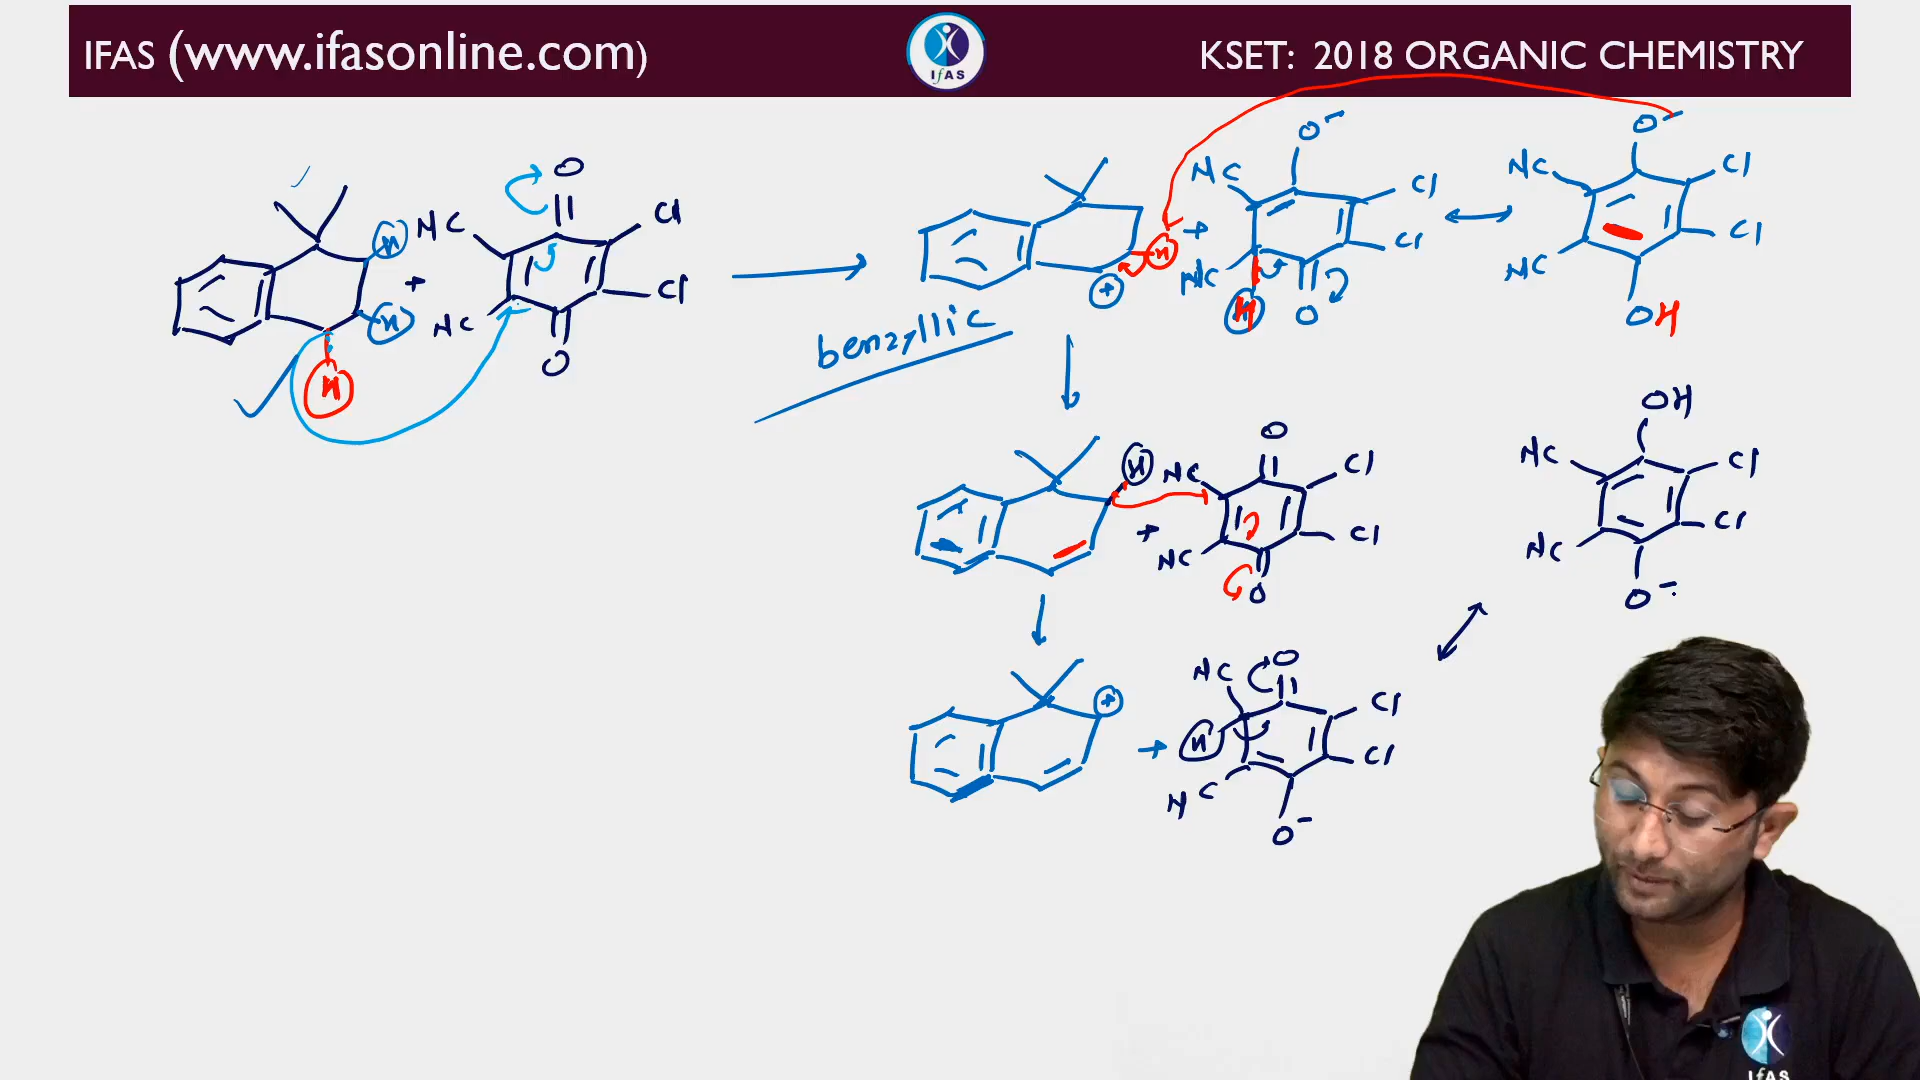 IFAS (www.ifasonline.com)
IfAS
KSET: 2018 ORGANIC CHEMISTRY
O
NC
Cl
H
+
Cl
H
NC
O
H
benzyllic
O⁻
NC
Cl
+
H
Cl
NC
+
H
O
O⁻
NC
Cl
Cl
NC
OH
H
O
NC
Cl
+
Cl
NC
O
OH
NC
Cl
Cl
NC
O⁻
+
O
NC
Cl
+
H
Cl
NC
O⁻
IfAS